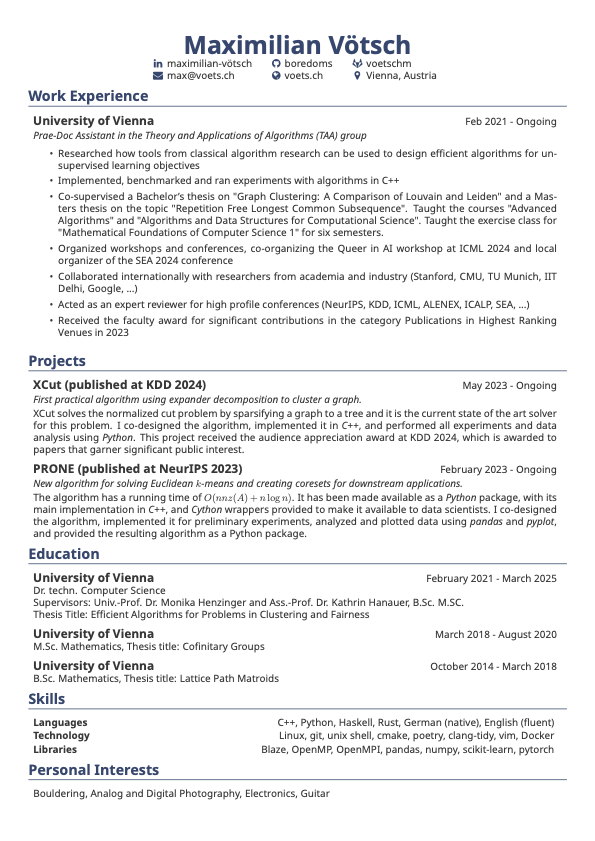 Maximilian Vötsch
maximilian-vötsch boredoms voetschm
max@voets.ch voets.ch Vienna, Austria
Work Experience
University of Vienna Feb 2021 - Ongoing
Prae-Doc Assistant in the Theory and Applications of Algorithms (TAA) group
• Researched how tools from classical algorithm research can be used to design efficient algorithms for un-
supervised learning objectives
• Implemented, benchmarked and ran experiments with algorithms in C++
• Co-supervised a Bachelor's thesis on "Graph Clustering: A Comparison of Louvain and Leiden" and a Mas-
ters thesis on the topic "Repetition Free Longest Common Subsequence". Taught the courses "Advanced
Algorithms" and "Algorithms and Data Structures for Computational Science". Taught the exercise class for
"Mathematical Foundations of Computer Science 1" for six semesters.
• Organized workshops and conferences, co-organizing the Queer in AI workshop at ICML 2024 and local
organizer of the SEA 2024 conference
• Collaborated internationally with researchers from academia and industry (Stanford, CMU, TU Munich, IIT
Delhi, Google, ...)
• Acted as an expert reviewer for high profile conferences (NeurIPS, KDD, ICML, ALENEX, ICALP, SEA, ...)
• Received the faculty award for significant contributions in the category Publications in Highest Ranking
Venues in 2023
Projects
XCut (published at KDD 2024) May 2023 - Ongoing
First practical algorithm using expander decomposition to cluster a graph.
XCut solves the normalized cut problem by sparsifying a graph to a tree and it is the current state of the art solver
for this problem. I co-designed the algorithm, implemented it in C++, and performed all experiments and data
analysis using Python. This project received the audience appreciation award at KDD 2024, which is awarded to
papers that garner significant public interest.
PRONE (published at NeurIPS 2023) February 2023 - Ongoing
New algorithm for solving Euclidean k-means and creating coresets for downstream applications.
The algorithm has a running time of O(nnz(A) + n log n). It has been made available as a Python package, with its
main implementation in C++, and Cython wrappers provided to make it available to data scientists. I co-designed
the algorithm, implemented it for preliminary experiments, analyzed and plotted data using pandas and pyplot,
and provided the resulting algorithm as a Python package.
Education
University of Vienna February 2021 - March 2025
Dr. techn. Computer Science
Supervisors: Univ.-Prof. Dr. Monika Henzinger and Ass.-Prof. Dr. Kathrin Hanauer, B.Sc. M.SC.
Thesis Title: Efficient Algorithms for Problems in Clustering and Fairness
University of Vienna March 2018 - August 2020
M.Sc. Mathematics, Thesis title: Cofinitary Groups
University of Vienna October 2014 - March 2018
B.Sc. Mathematics, Thesis title: Lattice Path Matroids
Skills
Languages C++, Python, Haskell, Rust, German (native), English (fluent)
Technology Linux, git, unix shell, cmake, poetry, clang-tidy, vim, Docker
Libraries Blaze, OpenMP, OpenMPI, pandas, numpy, scikit-learn, pytorch
Personal Interests
Bouldering, Analog and Digital Photography, Electronics, Guitar